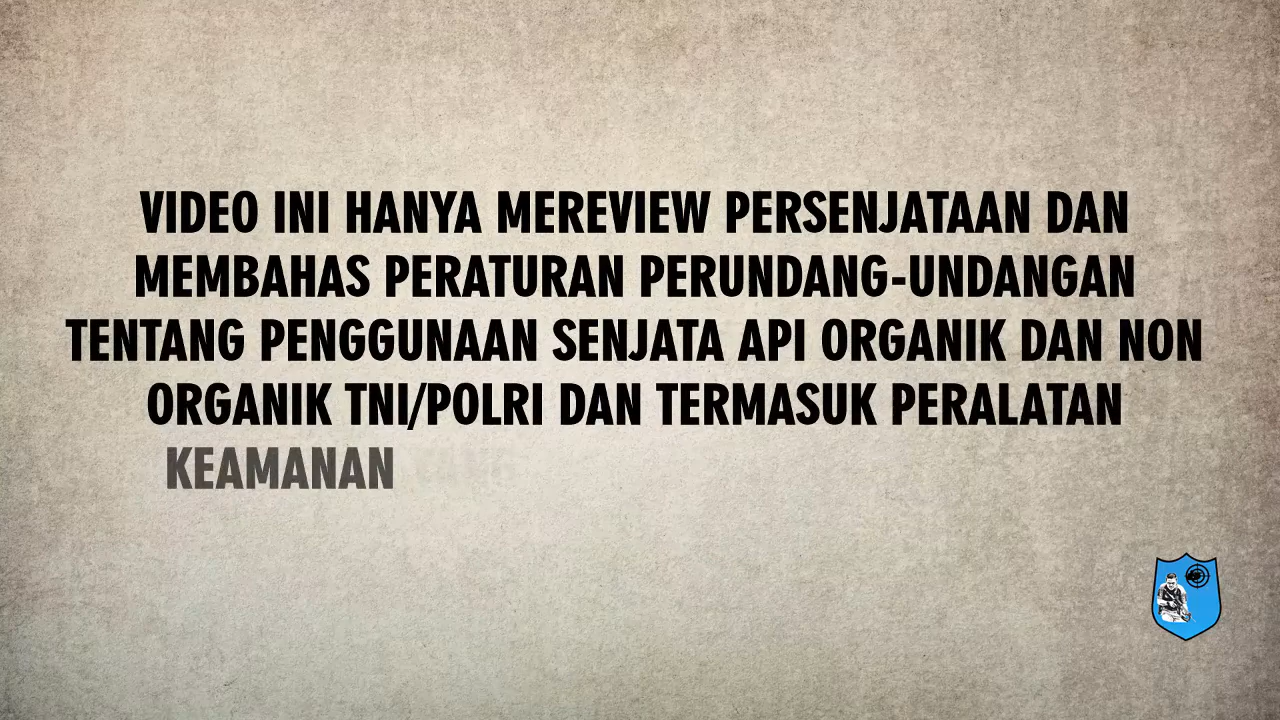 VIDEO INI HANYA MEREVIEW PERSENJATAAN DAN
MEMBAHAS PERATURAN PERUNDANG-UNDANGAN
TENTANG PENGGUNAAN SENJATA API ORGANIK DAN NON
ORGANIK TNI/POLRI DAN TERMASUK PERALATAN
KEAMANAN YANG